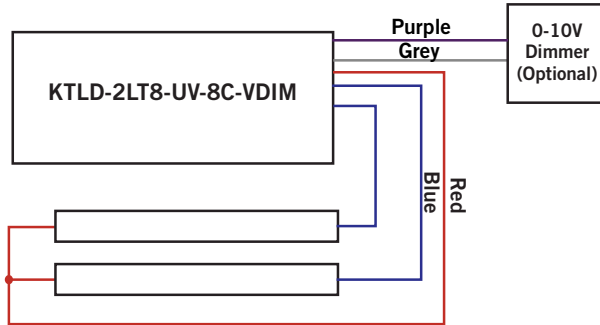 Purple
Grey
0-10V
Dimmer
(Optional)
KTLD-2LT8-UV-8C-VDIM
Blue
Red